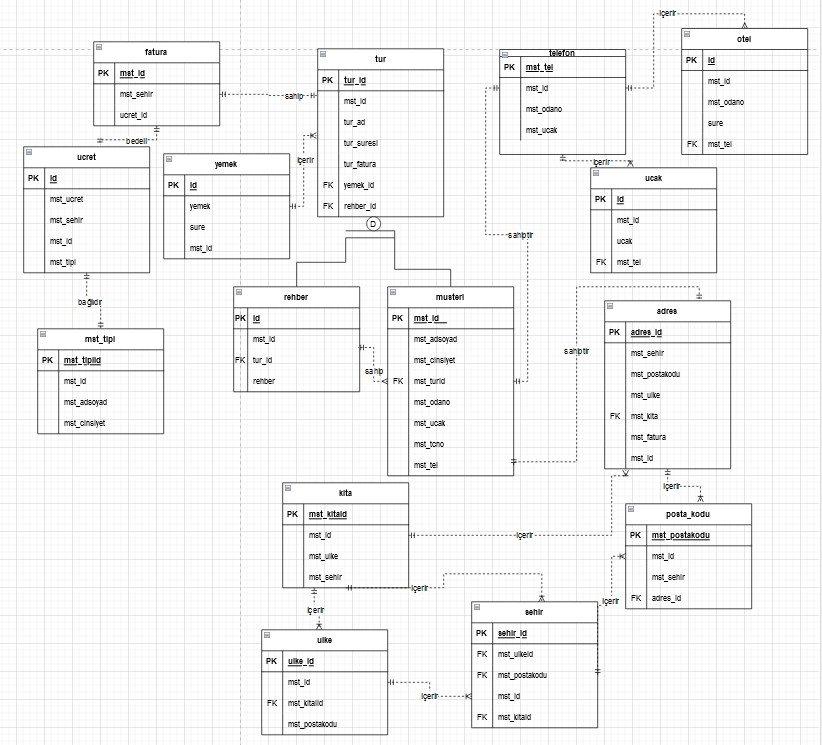 fatura
PK mst_id
mst_sehir
ucret_id
sahip
tur
PK tur_id
mst_id
tur_ad
tur_suresi
tur_fatura
FK yemek_id
FK rehber_id
D
telefon
PK mst_tel
mst_id
mst_odano
mst_ucak
içerir
otel
PK id
mst_id
mst_odano
sure
FK mst_tel
bedeli
ucret
PK id
mst_ucret
mst_sehir
mst_id
mst_tipi
yemek
PK id
yemek
sure
mst_id
içerir
içerir
ucak
PK id
mst_id
ucak
FK mst_tel
bağlıdır
mst_tipi
PK mst_tipiid
mst_id
mst_adsoyad
mst_cinsiyet
rehber
PK id
mst_id
FK tur_id
rehber
sahip
musteri
PK mst_id
mst_adsoyad
mst_cinsiyet
FK mst_turid
mst_odano
mst_ucak
mst_tcno
mst_tel
sahiptir
sahiptir
adres
PK adres_id
mst_sehir
mst_postakodu
mst_ulke
FK mst_kita
mst_fatura
mst_id
kita
PK mst_kitaid
mst_id
mst_ulke
mst_sehir
içerir
içerir
posta_kodu
PK mst_postakodu
mst_id
mst_sehir
FK adres_id
içerir
içerir
içerir
ulke
PK ulke_id
mst_id
FK mst_kitaiid
mst_postakodu
içerir
sehir
PK sehir_id
FK mst_ulkeid
FK mst_postakodu
mst_id
FK mst_kitaid